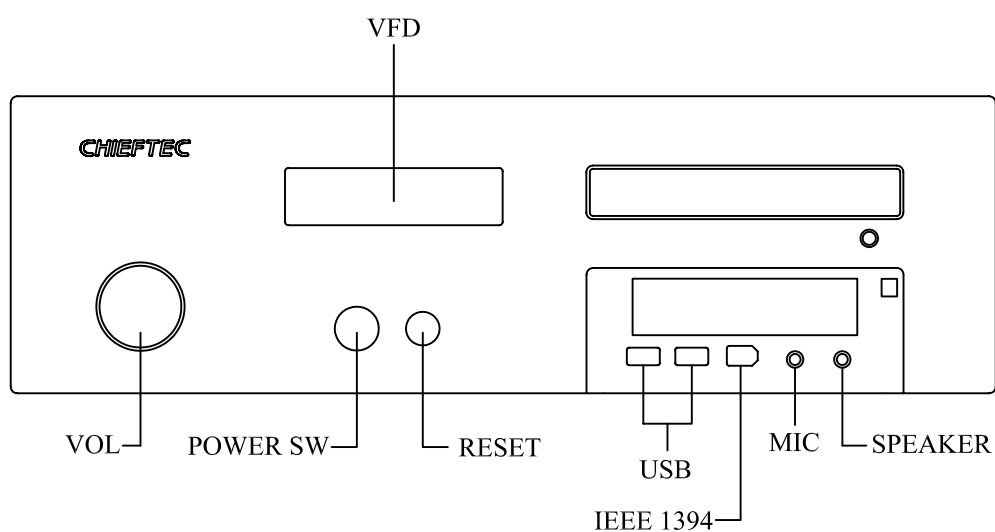 VFD
CHIEFTEC
VOL
POWER SW
RESET
USB
MIC
SPEAKER
IEEE 1394